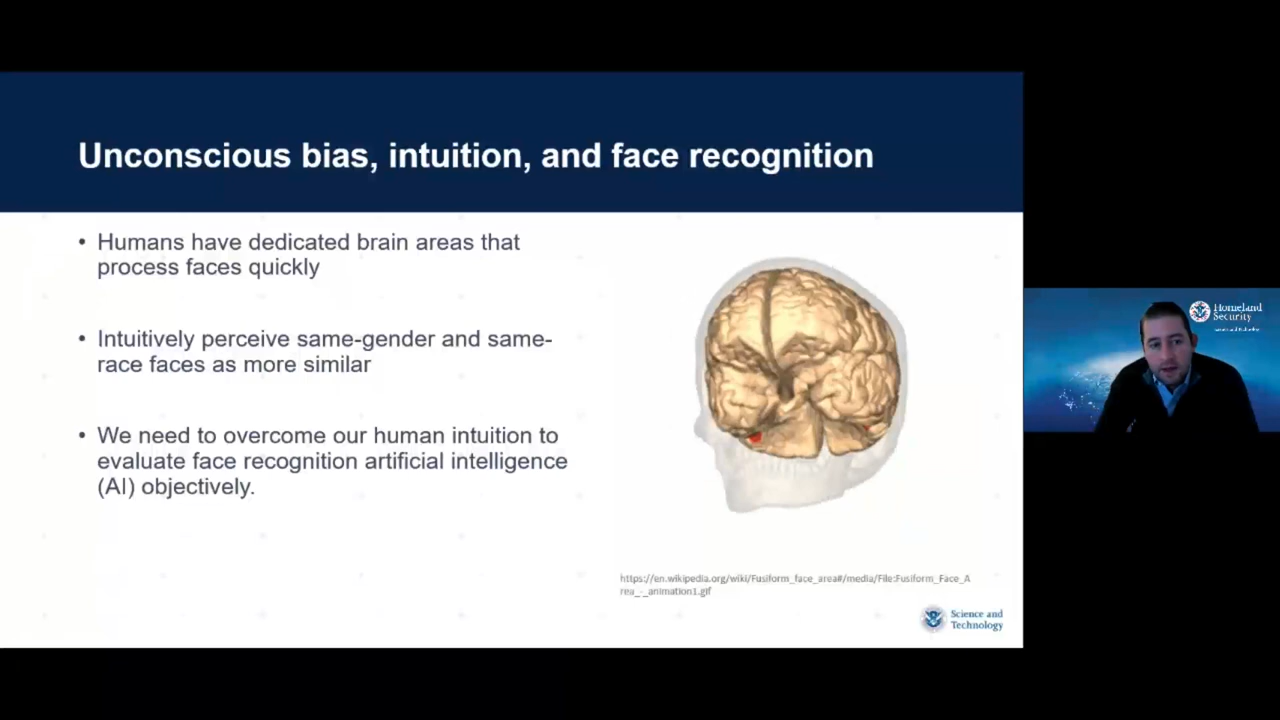 Unconscious bias, intuition, and face recognition
• Humans have dedicated brain areas that
process faces quickly
• Intuitively perceive same-gender and same-
race faces as more similar
• We need to overcome our human intuition to
evaluate face recognition artificial intelligence
(AI) objectively.
https://en.wikipedia.org/wiki/Fusiform_face_area#/media/File:Fusiform_Face_A
rea_-_animation1.gif
Science and
Technology
Homeland
Security